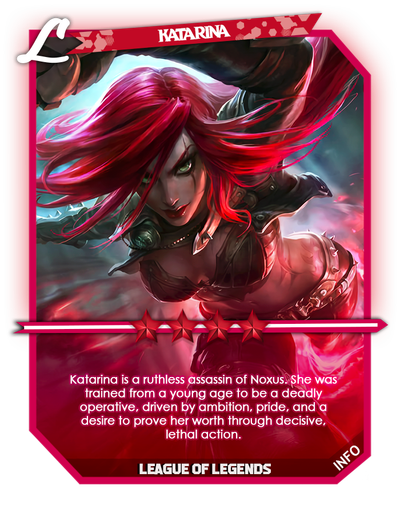 L
KATARINA
Katarina is a ruthless assassin of Noxus. She was
trained from a young age to be a deadly
operative, driven by ambition, pride, and a
desire to prove her worth through decisive,
lethal action.
INFO
LEAGUE OF LEGENDS